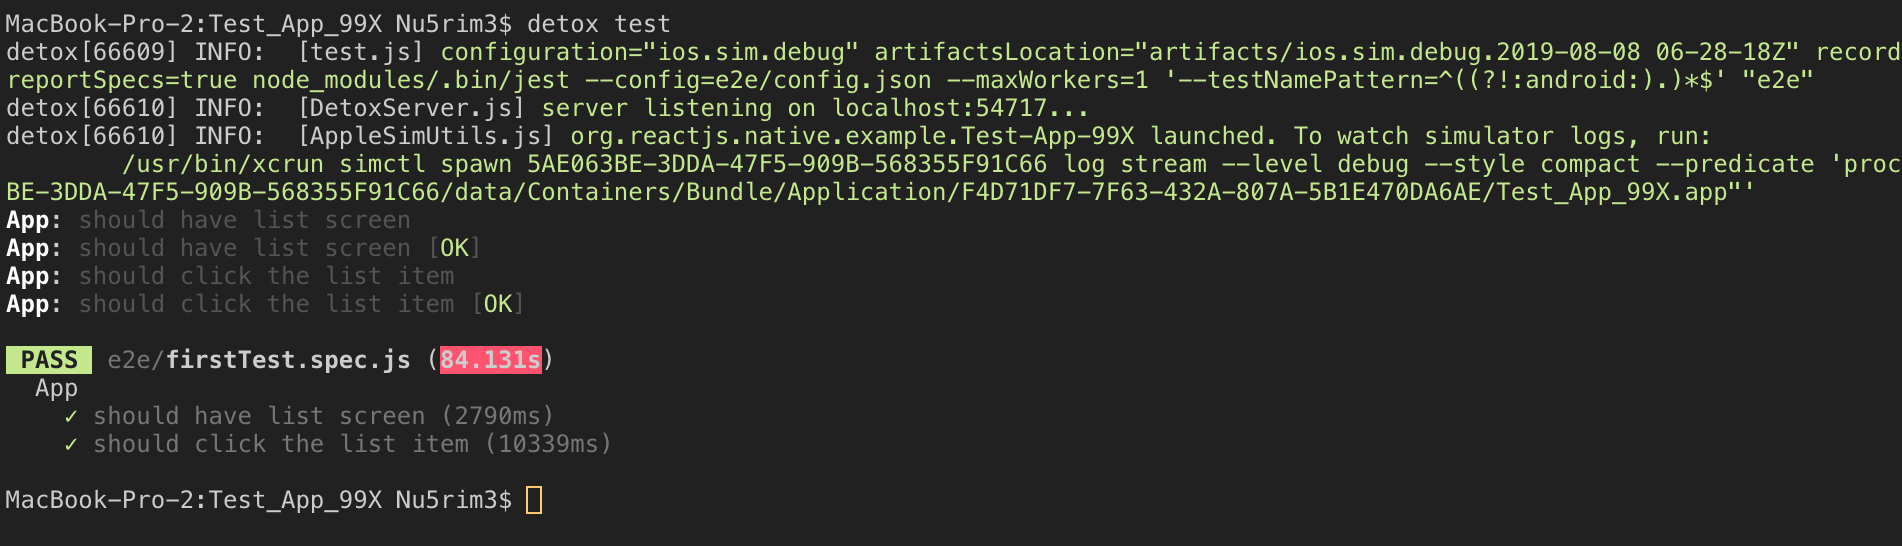 MacBook-Pro-2:Test_App_99X Nu5rim3$ detox test
detox[66609] INFO:  [test.js] configuration="ios.sim.debug" artifactsLocation="artifacts/ios.sim.debug.2019-08-08 06-28-18Z" record
reportSpecs=true node_modules/.bin/jest --config=e2e/config.json --maxWorkers=1 '--testNamePattern=^((?!:android:).)*$' "e2e"
detox[66610] INFO:  [DetoxServer.js] server listening on localhost:54717...
detox[66610] INFO:  [AppleSimUtils.js] org.reactjs.native.example.Test-App-99X launched. To watch simulator logs, run:
        /usr/bin/xcrun simctl spawn 5AE063BE-3DDA-47F5-909B-568355F91C66 log stream --level debug --style compact --predicate 'proc
BE-3DDA-47F5-909B-568355F91C66/data/Containers/Bundle/Application/F4D71DF7-7F63-432A-807A-5B1E470DA6AE/Test_App_99X.app"'
App: should have list screen
App: should have list screen [OK]
App: should click the list item
App: should click the list item [OK]
PASS e2e/firstTest.spec.js (84.131s)
App
✓ should have list screen (2790ms)
✓ should click the list item (10339ms)
MacBook-Pro-2:Test_App_99X Nu5rim3$